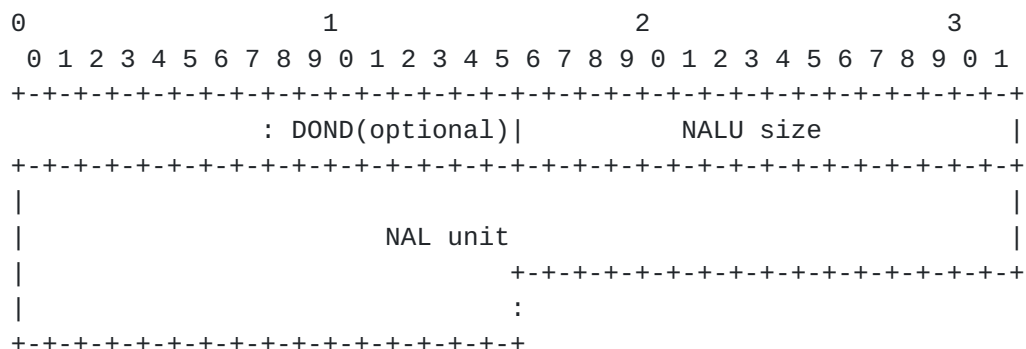 0                   1                   2                   3
 0 1 2 3 4 5 6 7 8 9 0 1 2 3 4 5 6 7 8 9 0 1 2 3 4 5 6 7 8 9 0 1
+-+-+-+-+-+-+-+-+-+-+-+-+-+-+-+-+-+-+-+-+-+-+-+-+-+-+-+-+-+-+-+-+
                : DOND(optional)|          NALU size            |
+-+-+-+-+-+-+-+-+-+-+-+-+-+-+-+-+-+-+-+-+-+-+-+-+-+-+-+-+-+-+-+-+
|                                                               |
|                       NAL unit                                |
|                               +-+-+-+-+-+-+-+-+-+-+-+-+-+-+-+-+
|                               :
+-+-+-+-+-+-+-+-+-+-+-+-+-+-+-+-+